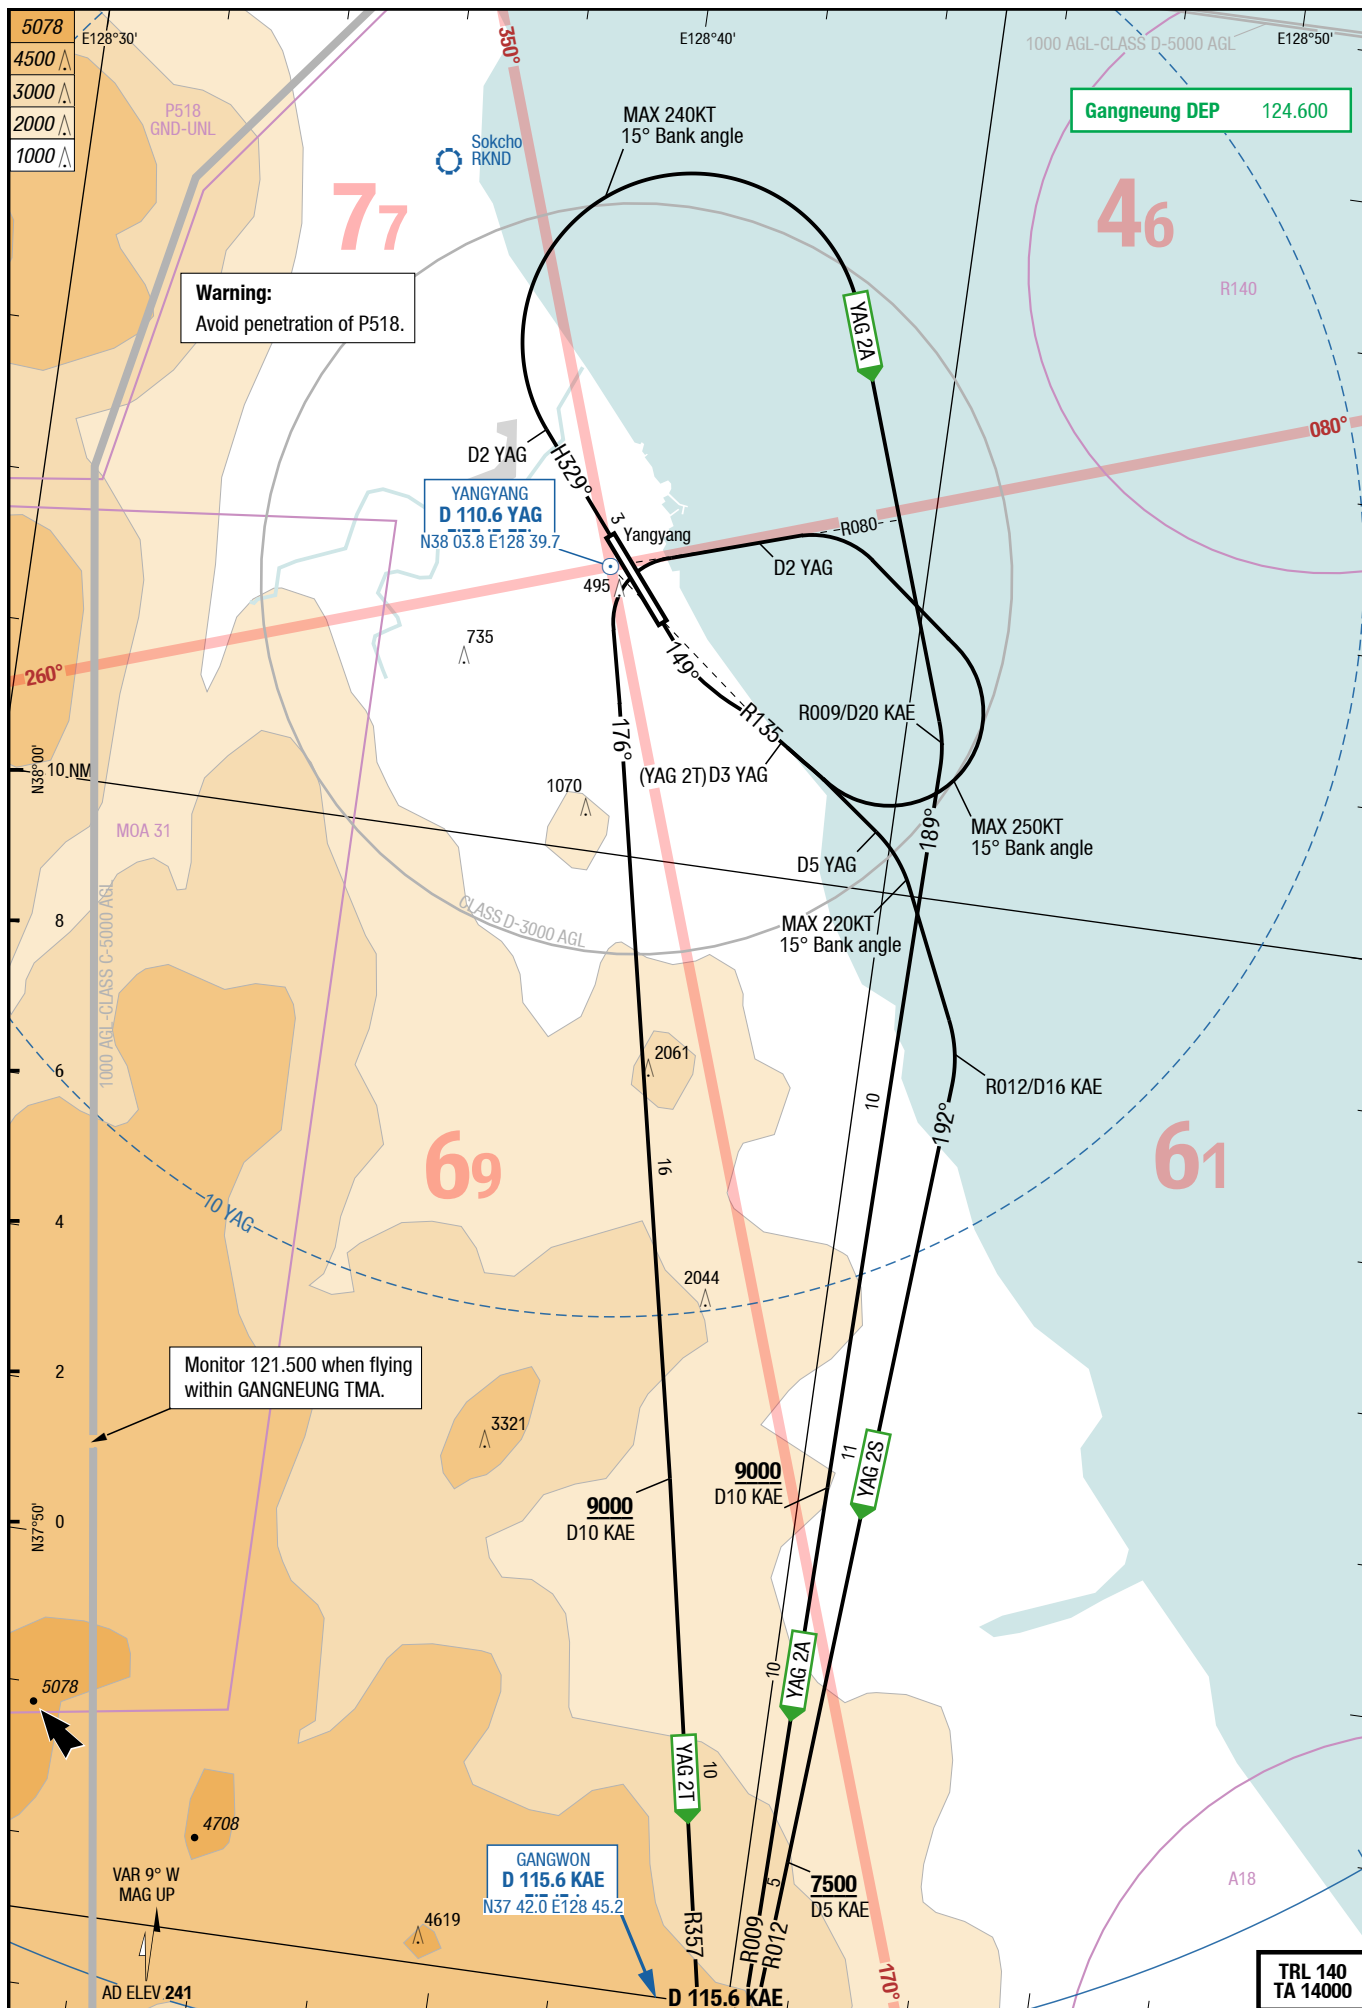 5078
4500
3000
2000
1000
E128°30'
350°
E128°40'
E128°50'
1000 AGL-CLASS D-5000 AGL
Gangneung DEP 124.600
P518
GND-UNL
MAX 240KT
15° Bank angle
Sokcho
RKND
77
46
R140
Warning:
Avoid penetration of P518.
YAG 2A
080°
D2 YAG
H329°
YANGYANG
D 110.6 YAG
N38 03.8 E128 39.7
3
Yangyang
R080
D2 YAG
495
735
260°
149°
R135
R009/D20 KAE
176°
(YAG 2T)
D3 YAG
N38°00'
10 NM
1070
189°
MAX 250KT
15° Bank angle
MOA 31
D5 YAG
CLASS D-3000 AGL
MAX 220KT
15° Bank angle
8
1000 AGL-CLASS C-5000 AGL
2061
6
R012/D16 KAE
10
192°
69
16
61
4
10 YAG
2044
Monitor 121.500 when flying
within GANGNEUNG TMA.
2
3321
11
YAG 2S
9000
D10 KAE
9000
D10 KAE
N37°50'
0
10
YAG 2A
5078
YAG 2T
10
4708
GANGWON
D 115.6 KAE
N37 42.0 E128 45.2
5
7500
D5 KAE
A18
VAR 9° W
MAG UP
4619
R357
R009
R012
170°
AD ELEV 241
D 115.6 KAE
TRL 140
TA 14000